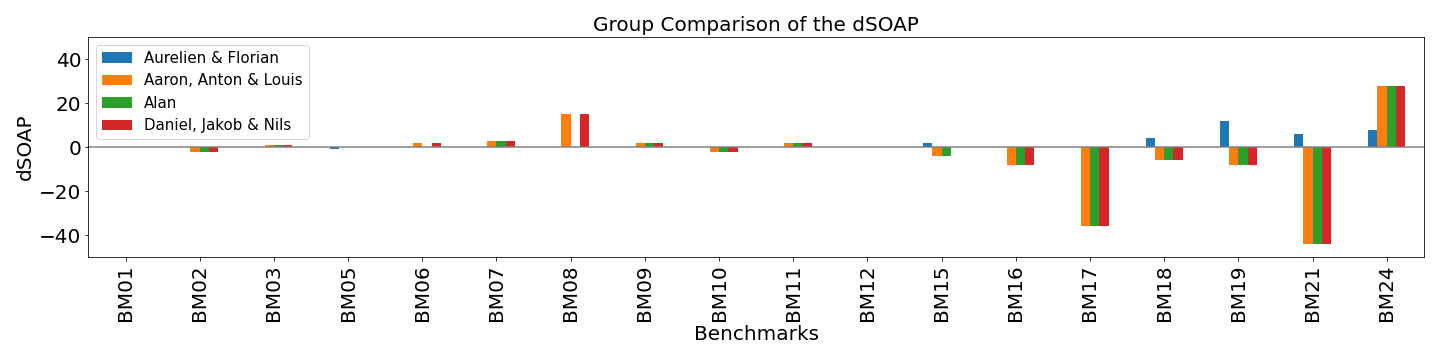 Group Comparison of the dSOAP
Aurelien & Florian
Aaron, Anton & Louis
Alan
Daniel, Jakob & Nils
dSOAP
40
20
0
−20
−40
BM01 BM02 BM03 BM05 BM06 BM07 BM08 BM09 BM10 BM11 BM12 BM15 BM16 BM17 BM18 BM19 BM21 BM24
Benchmarks